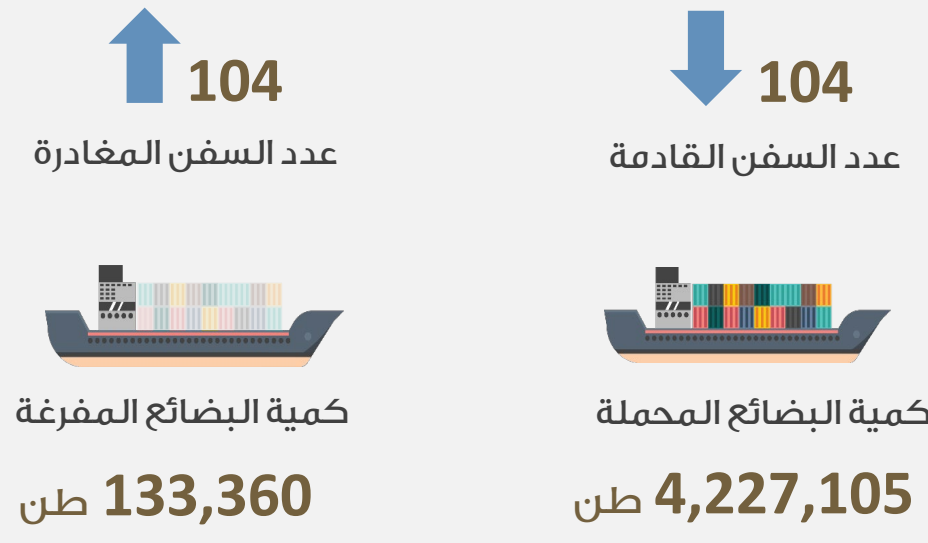 104
عدد السفن القادمة
104
عدد السفن المغادرة
كمية البضائع المحملة
4,227,105 طن
كمية البضائع المفرغة
133,360 طن